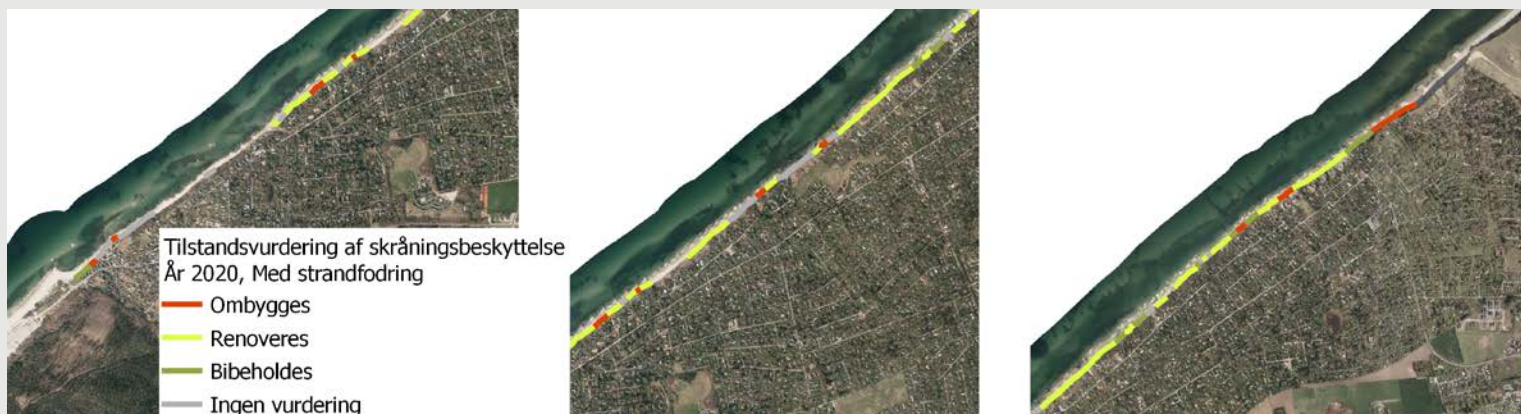 Tilstandsvurdering af skråningsbeskyttelse
År 2020, Med strandfodring
Ombygges
Renoveres
Bibeholdes
Ingen vurdering